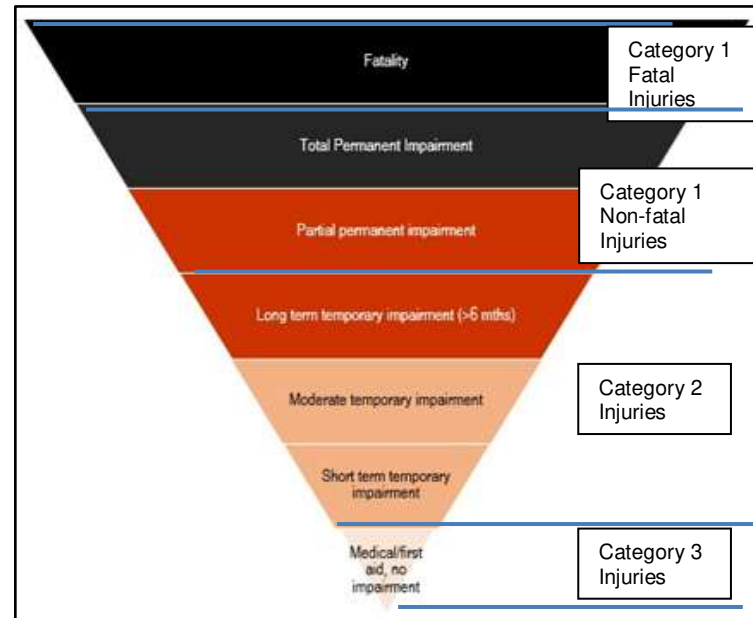 Fatality
Category 1
Fatal
Injuries
Total Permanent Impairment
Partial permanent impairment
Category 1
Non-fatal
Injuries
Long term temporary impairment (>6 mths)
Moderate temporary impairment
Category 2
Injuries
Short term temporary
impairment
Medical/first
aid, no
impairment
Category 3
Injuries